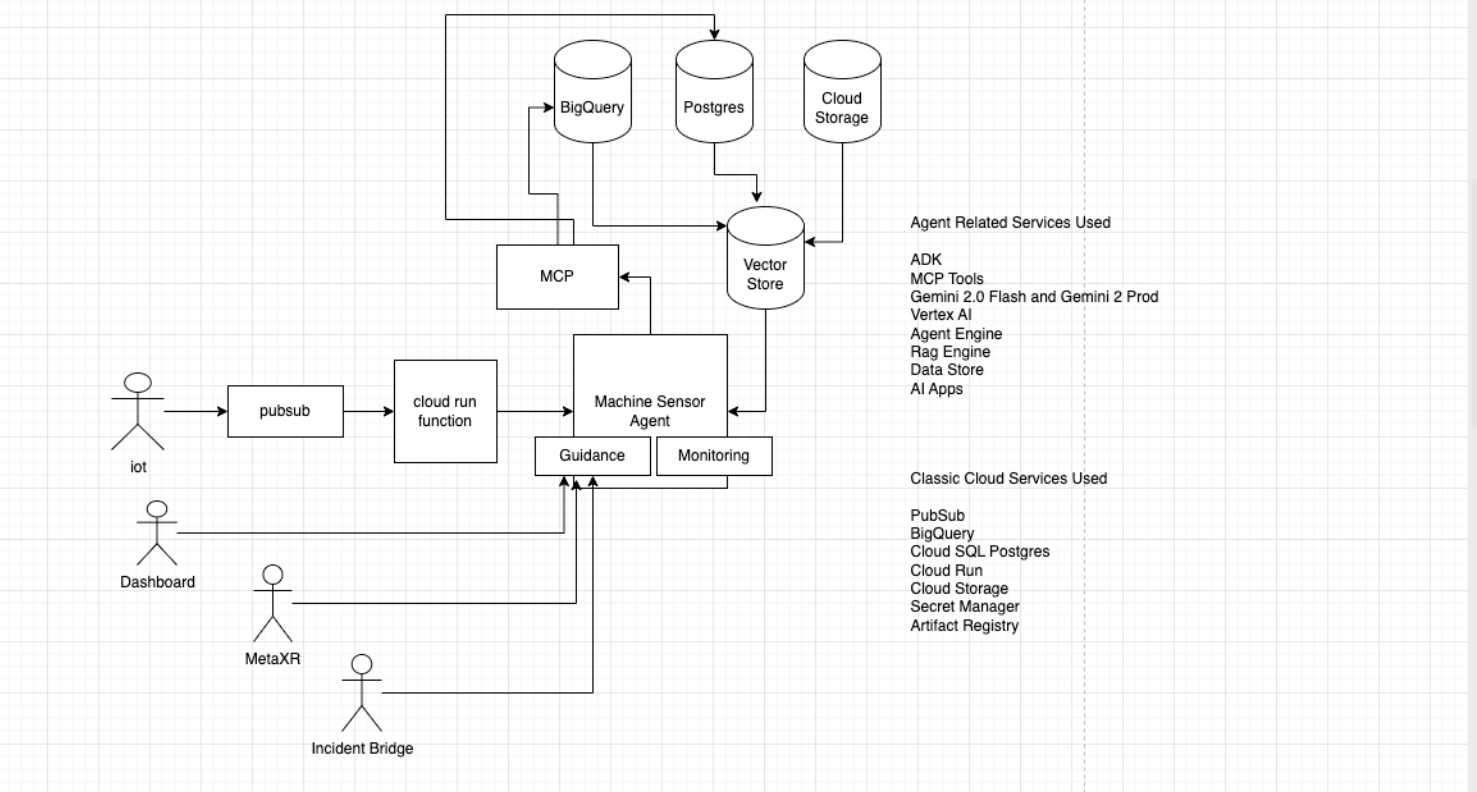 BigQuery
Postgres
Cloud
Storage
Vector
Store
MCP
pubsub
cloud run
function
Machine Sensor
Agent
Guidance
Monitoring
iot
Dashboard
MetaXR
Incident Bridge
Agent Related Services Used
ADK
MCP Tools
Gemini 2.0 Flash and Gemini 2 Prod
Vertex AI
Agent Engine
Rag Engine
Data Store
AI Apps
Classic Cloud Services Used
PubSub
BigQuery
Cloud SQL Postgres
Cloud Run
Cloud Storage
Secret Manager
Artifact Registry